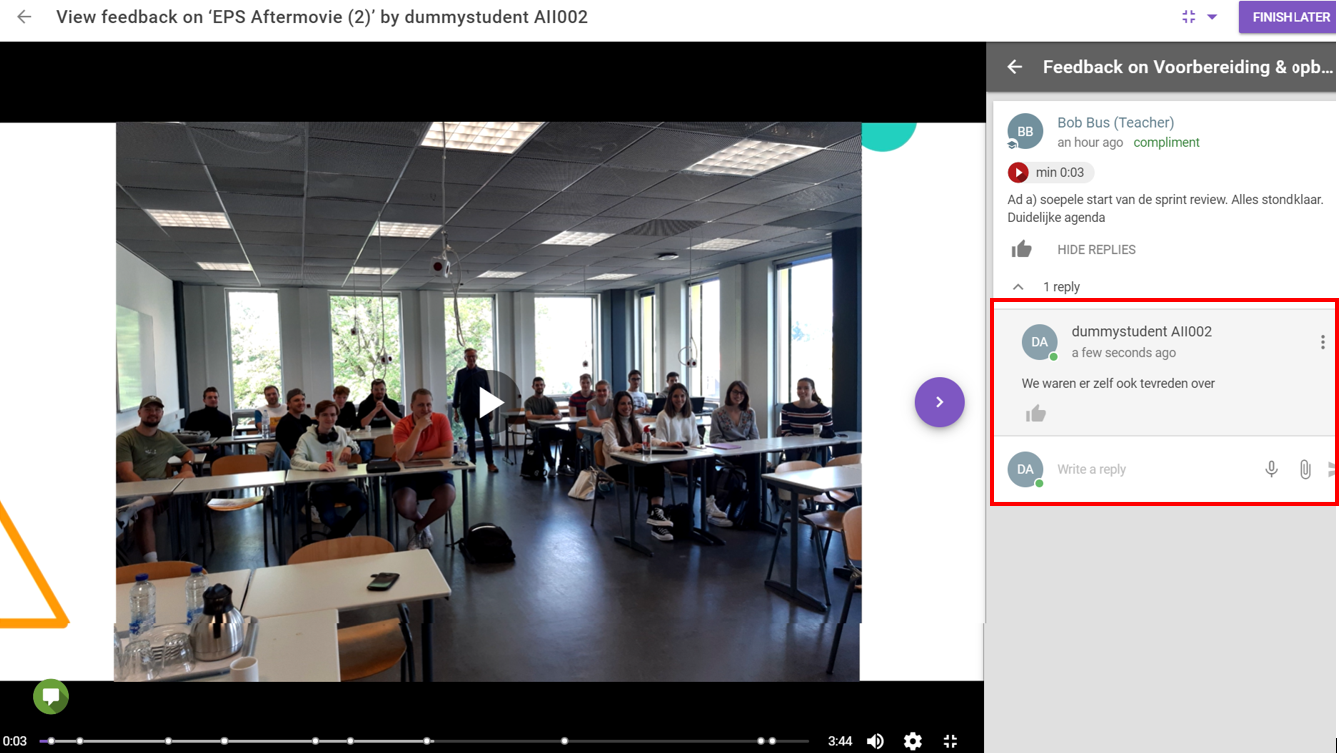 View feedback on ‘EPS Aftermovie (2)’ by dummystudent AII002
FINISH LATER
Feedback on Voorbereiding & opb...
BB
Bob Bus (Teacher)
an hour ago compliment
min 0:03
Ad a) soepele start van de sprint review. Alles stond klaar.
Duidelijke agenda
HIDE REPLIES
1 reply
DA
dummystudent AII002
a few seconds ago
We waren er zelf ook tevreden over
DA
Write a reply
0:03
3:44